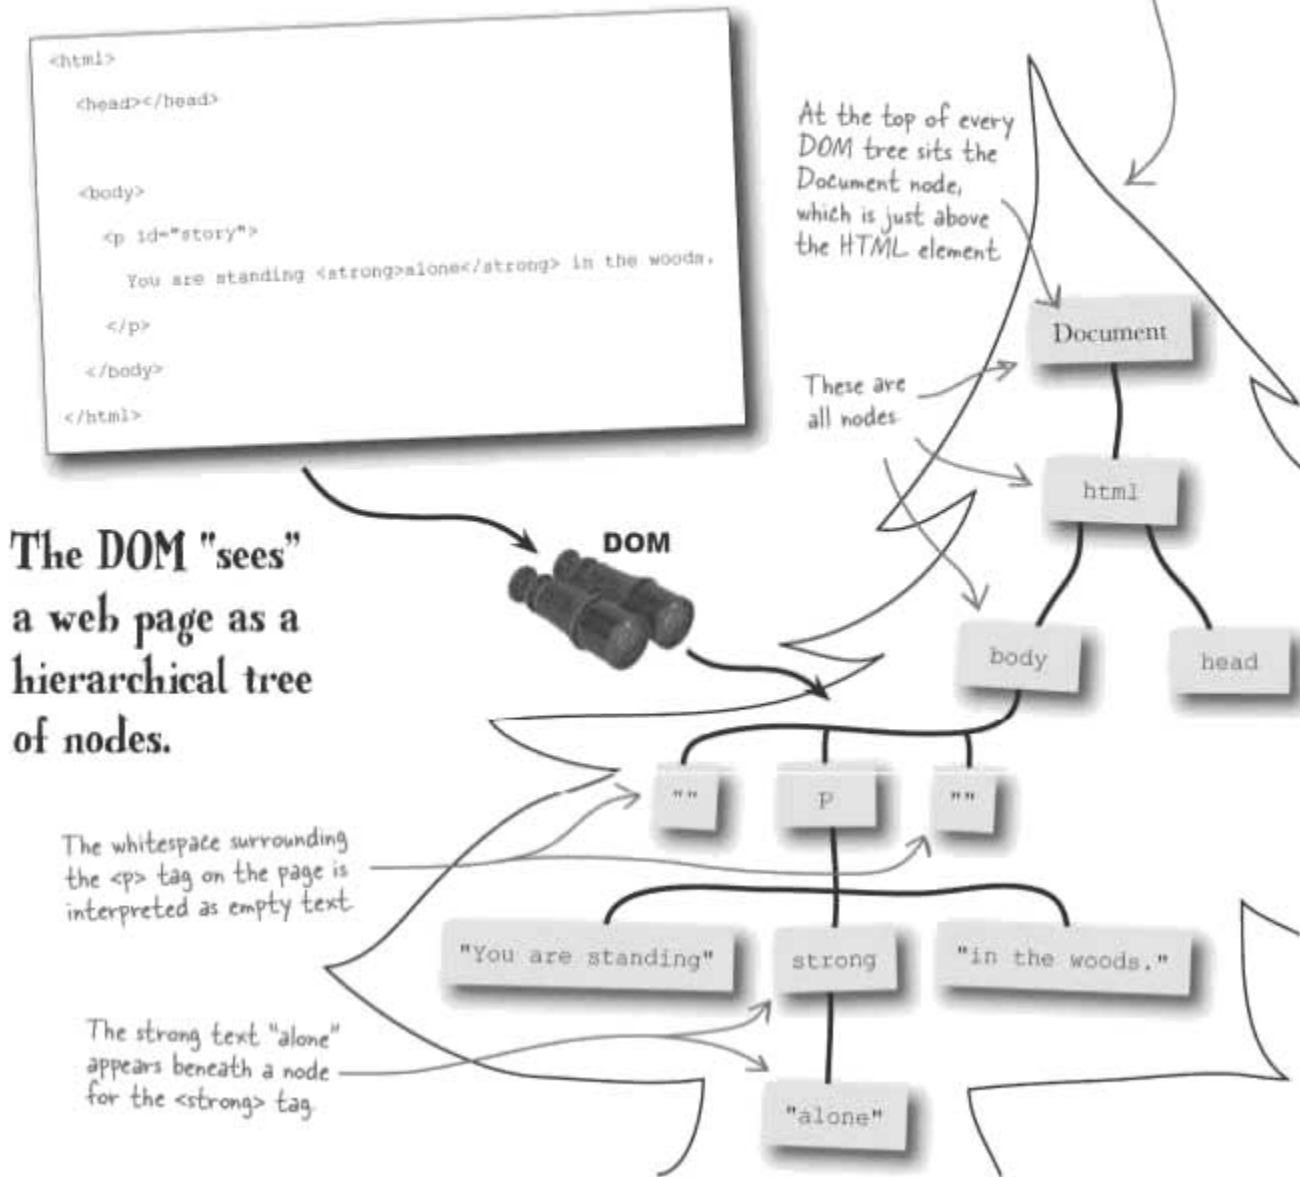 <html>
<head></head>
<body>
<p id="story">
You are standing <strong>alone</strong> in the woods.
</p>
</body>
</html>
At the top of every
DOM tree sits the
Document node,
which is just above
the HTML element
Document
These are
all nodes
html
DOM
The DOM "sees"
a web page as a
hierarchical tree
of nodes.
body
head
""
P
""
The whitespace surrounding
the <p> tag on the page is
interpreted as empty text
"You are standing"
strong
"in the woods."
The strong text "alone"
appears beneath a node
for the <strong> tag
"alone"